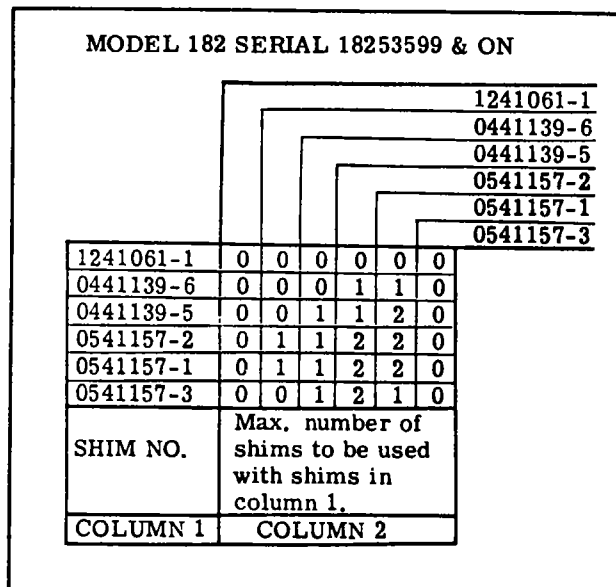 MODEL 182 SERIAL 18253599 & ON
1241061-1
0441139-6
0441139-5
0541157-2
0541157-1
0541157-3
1241061-1 0 0 0 0 0 0
0441139-6 0 0 0 1 1 0
0441139-5 0 0 1 1 2 0
0541157-2 0 1 1 2 2 0
0541157-1 0 1 1 2 2 0
0541157-3 0 0 1 2 1 0
SHIM NO.
Max. number of
shims to be used
with shims in
column 1.
COLUMN 1 COLUMN 2